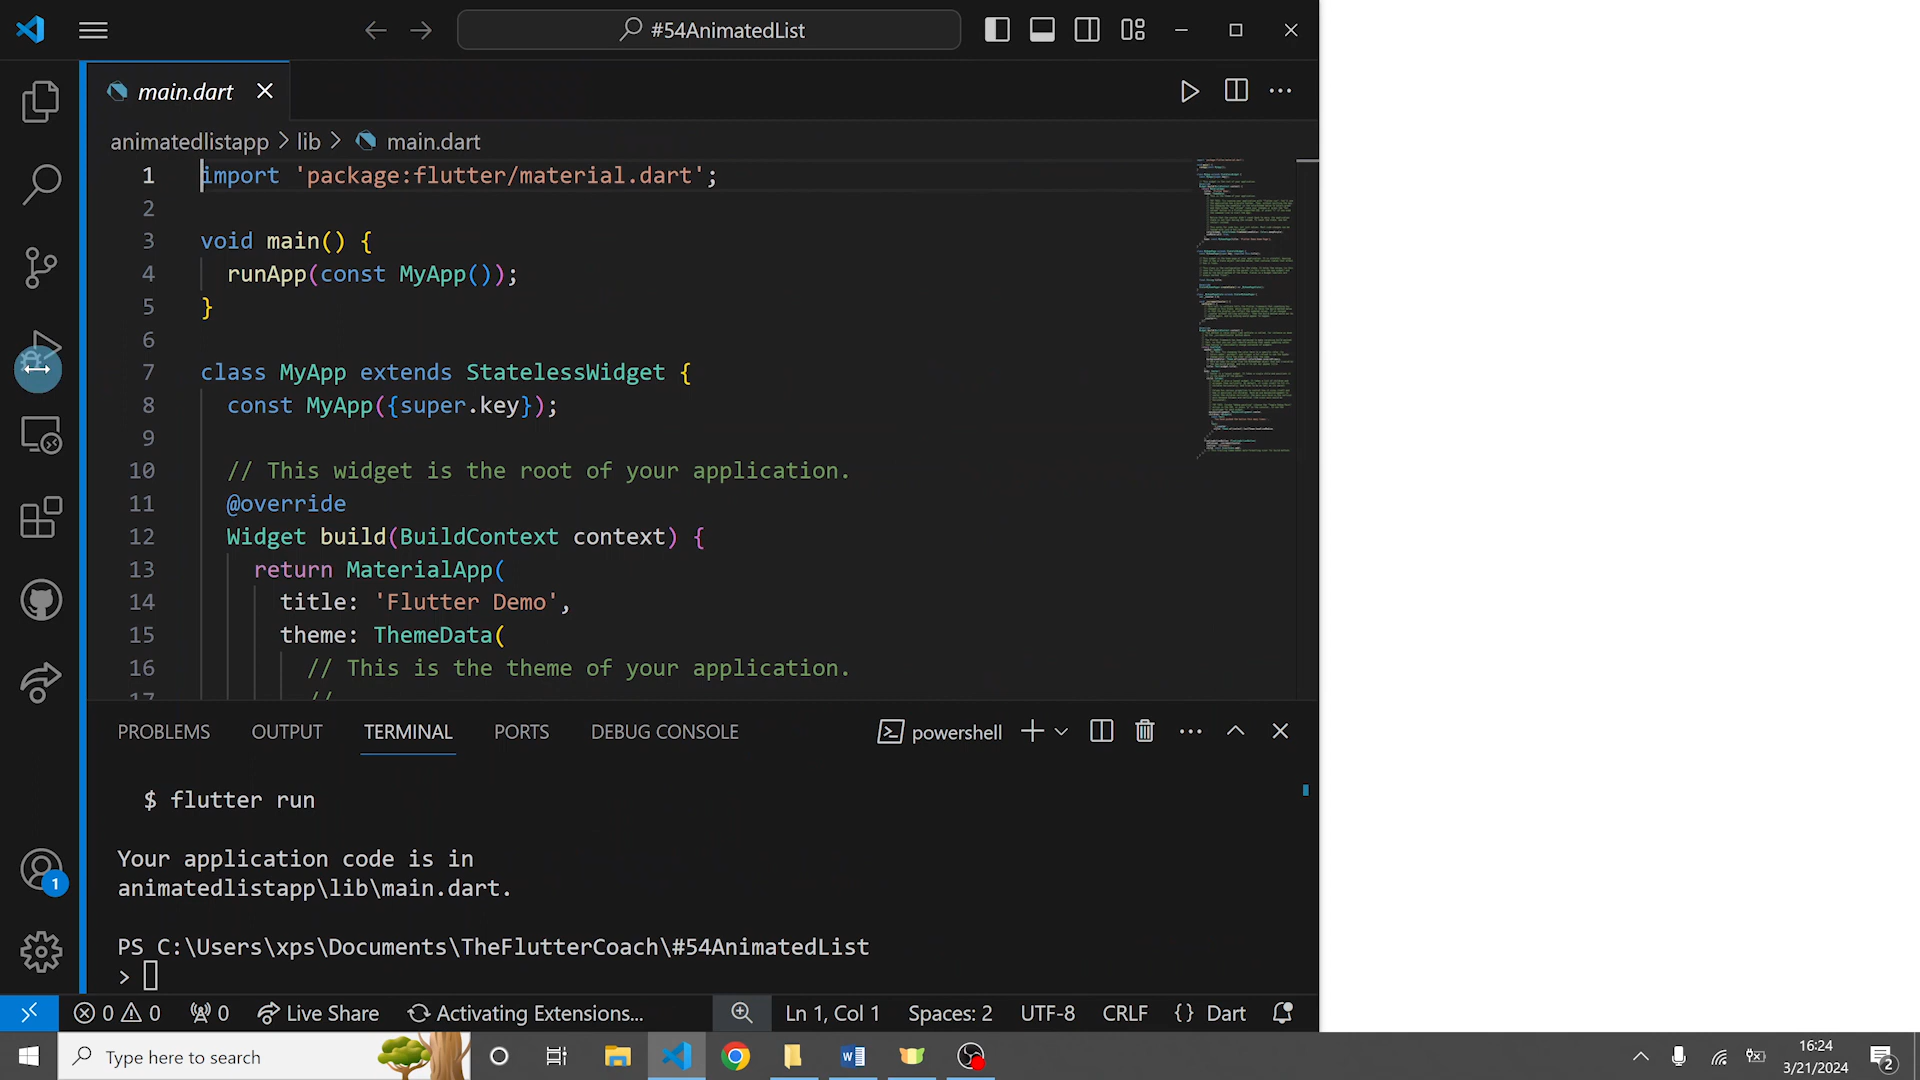 #54AnimatedList
main.dart
animatedlistapp > lib > main.dart
1 import 'package:flutter/material.dart';
2
3 void main() {
4 runApp(const MyApp());
5 }
6
7 class MyApp extends StatelessWidget {
8 const MyApp({super.key});
9
10 // This widget is the root of your application.
11 @override
12 Widget build(BuildContext context) {
13 return MaterialApp(
14 title: 'Flutter Demo',
15 theme: ThemeData(
16 // This is the theme of your application.
17 //
PROBLEMS OUTPUT TERMINAL PORTS DEBUG CONSOLE powershell
$ flutter run
Your application code is in
animatedlistapp\lib\main.dart.
PS C:\Users\xps\Documents\TheFlutterCoach\#54AnimatedList
>
1
0 0 0 Live Share Activating Extensions... Ln 1, Col 1 Spaces: 2 UTF-8 CRLF {} Dart
Type here to search
16:24
3/21/2024
2